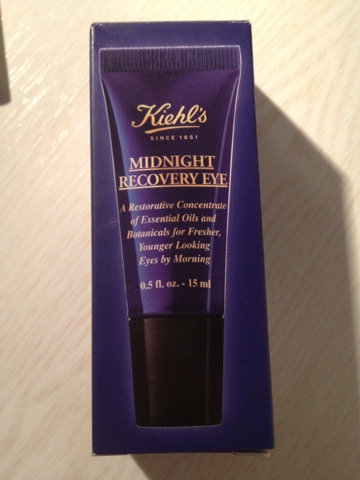 Kiehl's
SINCE 1851
MIDNIGHT
RECOVERY EYE
A Restorative Concentrate
of Essential Oils and
Botanicals for Fresher,
Younger Looking
Eyes by Morning
0.5 fl. oz. - 15 ml